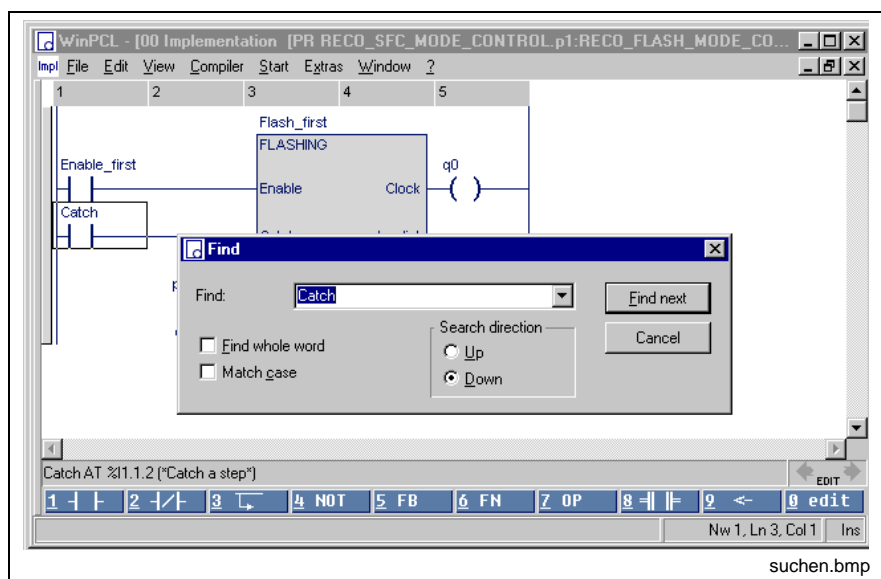 WinPCL - [00 Implementation [PR RECO_SFC_MODE_CONTROL.p1:RECO_FLASH_MODE_CO...
Impl File Edit View Compiler Start Extras Window ?
1 2 3 4 5
Flash_first
FLASHING
Enable_first
q0
Enable Clock
Catch
Find
Find: Catch
Find next
Search direction
Cancel
Find whole word
Up
Match case
Down
Catch AT %I1.1.2 (*Catch a step*)
EDIT
1 2 3 4 NOT 5 FB 6 FN 7 OP 8 9 <- 0 edit
Nw 1, Ln 3, Col 1 Ins
suchen.bmp